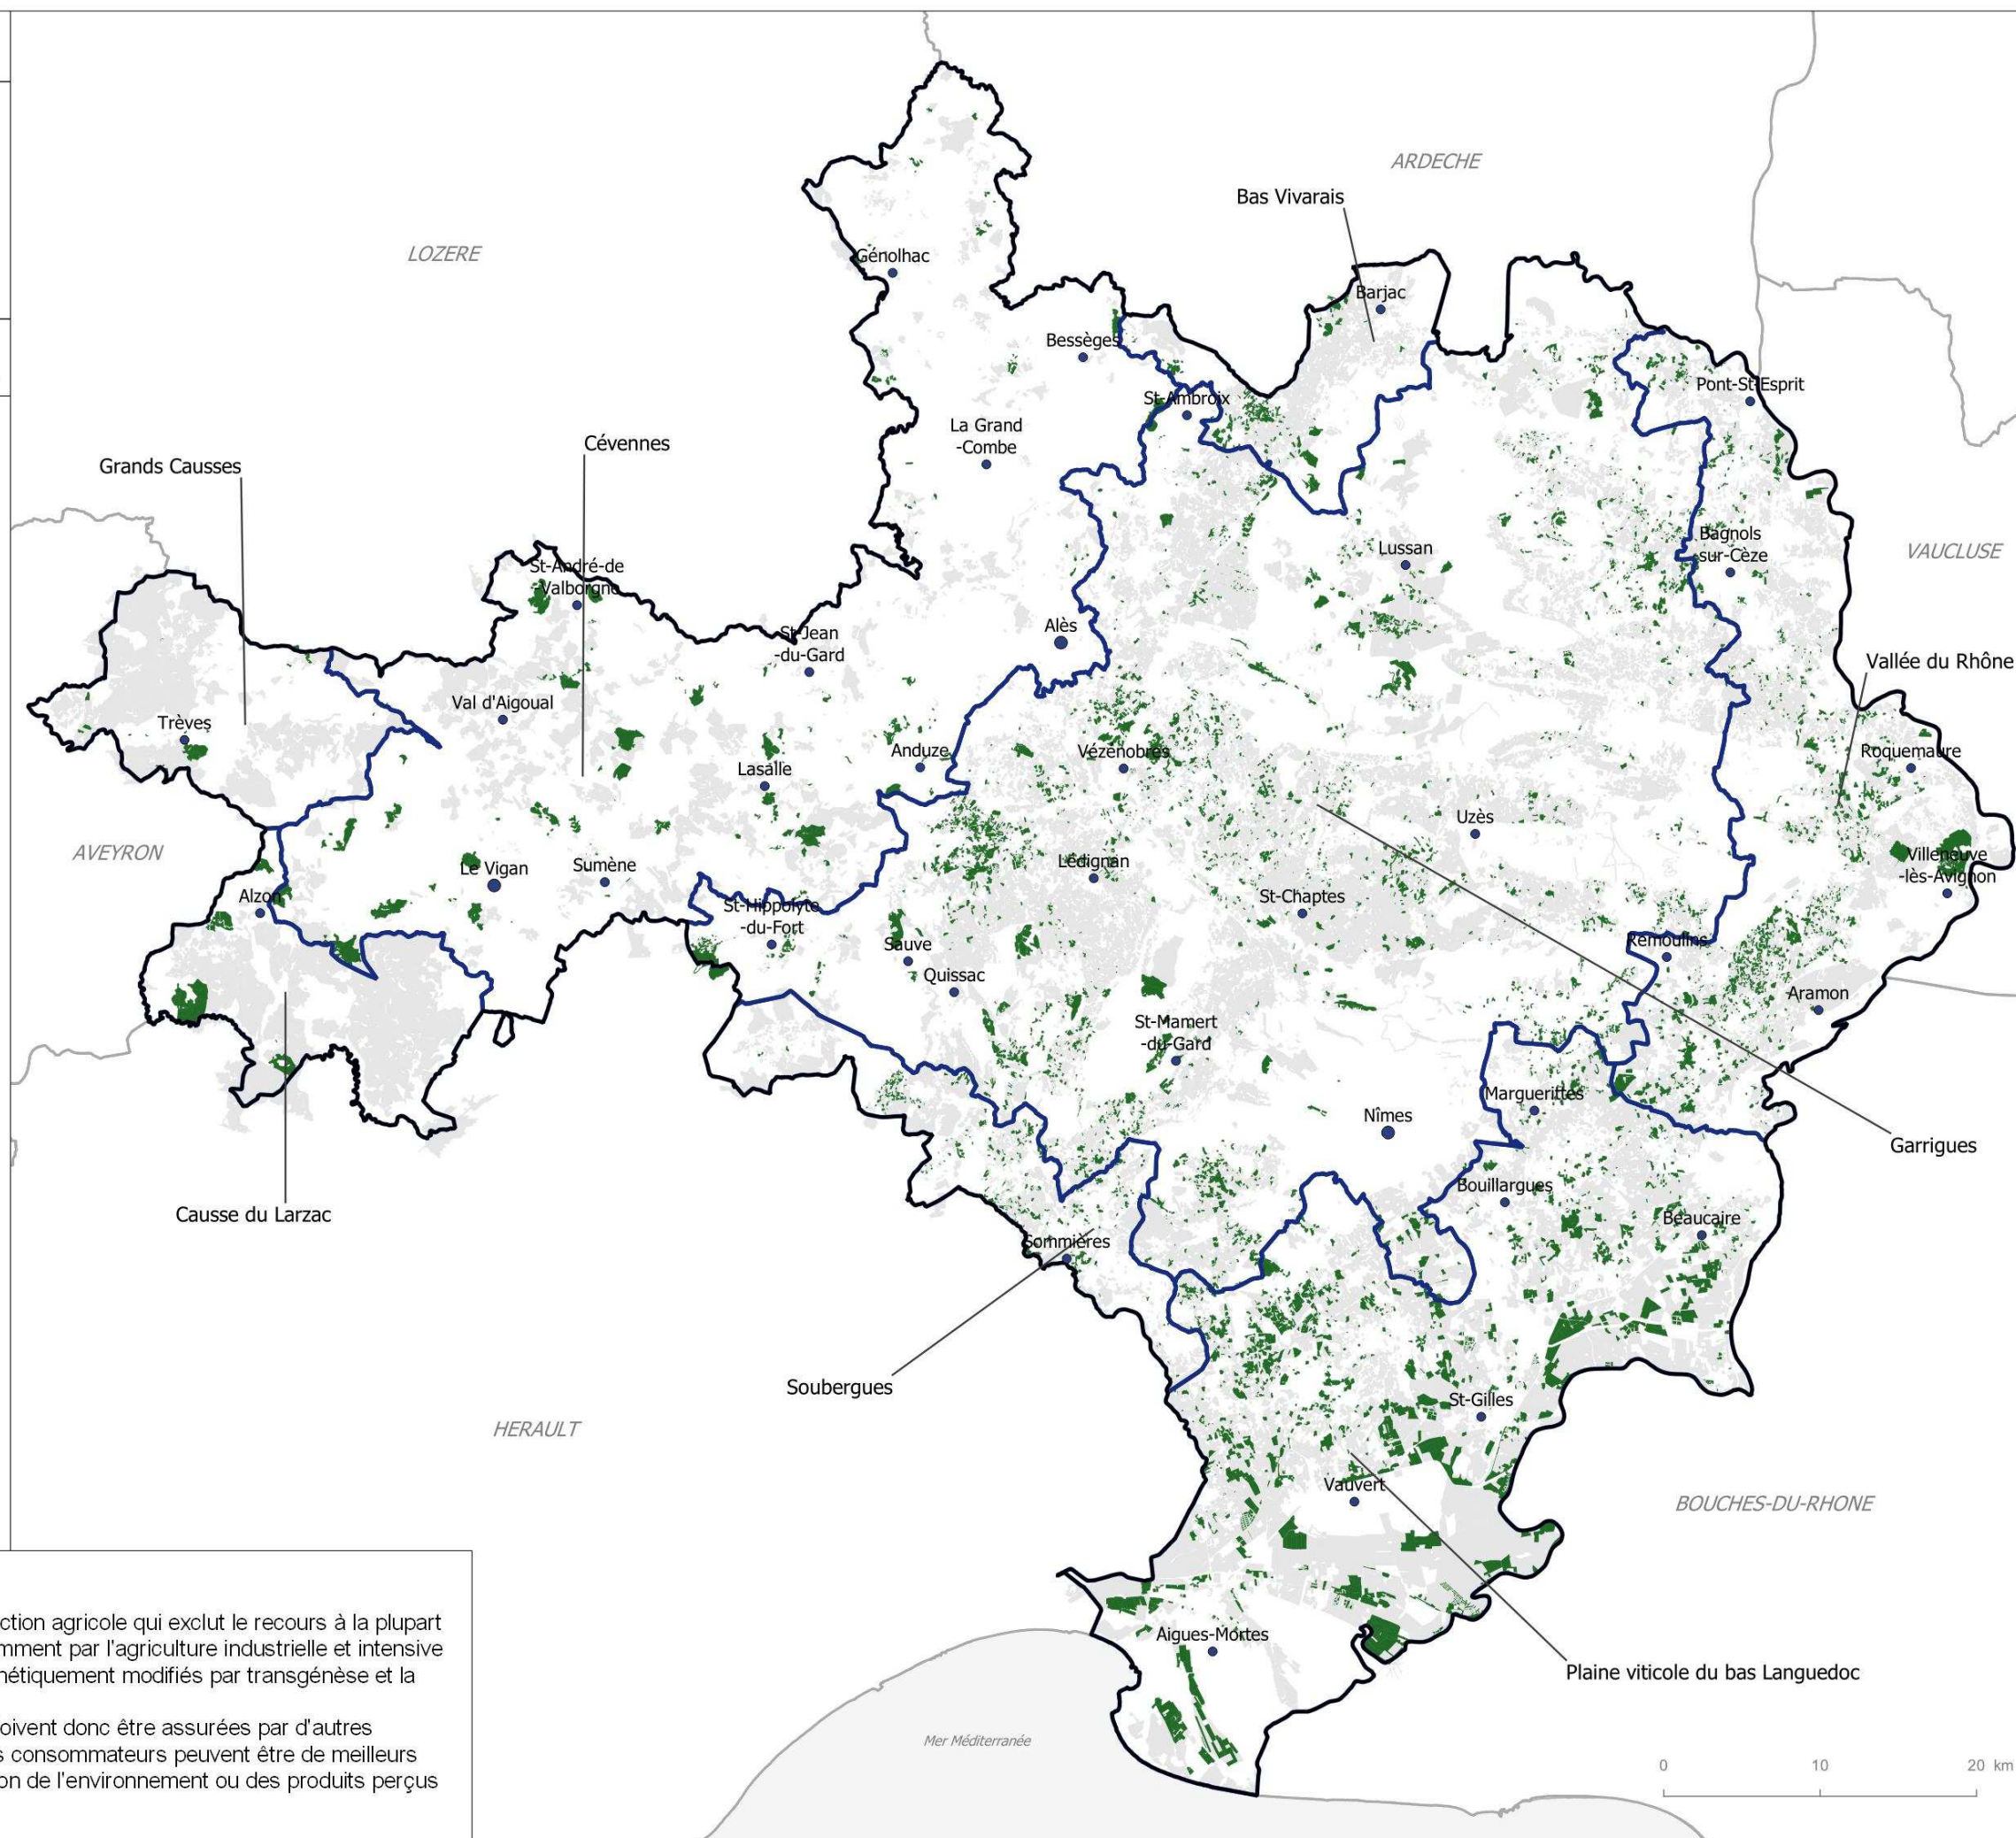 ARDECHE
Bas Vivarais
LOZERE
Génolhac
Barjac
Bessèges
Pont-St-Esprit
St-Ambroix
La Grand
-Combe
Cévennes
Grands Causses
Bagnols
-sur-Cèze
Lussan
VAUCLUSE
St-André-de
-Valborgne
Alès
St-Jean
-du-Gard
Vallée du Rhône
Val d'Aigoual
Trèves
Anduze
Vézénobres
Roquemaure
Lasalle
Uzès
AVEYRON
Villeneuve
-lès-Avignon
Le Vigan
Sumène
Lédignan
Alzon
St-Chaptes
St-Hippolyte
-du-Fort
Sauve
Remoulins
Quissac
Aramon
St-Mamert
-du-Gard
Marguerittes
Nîmes
Garrigues
Bouillargues
Causse du Larzac
Beaucaire
Sommières
Soubergues
St-Gilles
HERAULT
Vauvert
BOUCHES-DU-RHONE
Aigues-Mortes
Plaine viticole du bas Languedoc
Mer Méditerranée
0 10 20 km
ction agricole qui exclut le recours à la plupart
mment par l'agriculture industrielle et intensive
nétiquement modifiés par transgénèse et la
oivent donc être assurées par d'autres
s consommateurs peuvent être de meilleurs
on de l'environnement ou des produits perçus